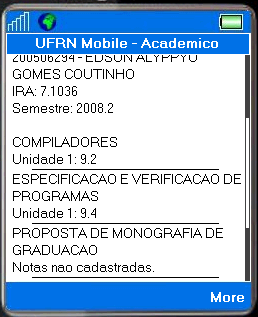 UFRN Mobile - Academico
200506294 - EDSON ALYPPYO
GOMES COUTINHO
IRA: 7.1036
Semestre: 2008.2
COMPILADORES
Unidade 1: 9.2
ESPECIFICACAO E VERIFICACAO DE
PROGRAMAS
Unidade 1: 9.4
PROPOSTA DE MONOGRAFIA DE
GRADUACAO
Notas nao cadastradas.
More